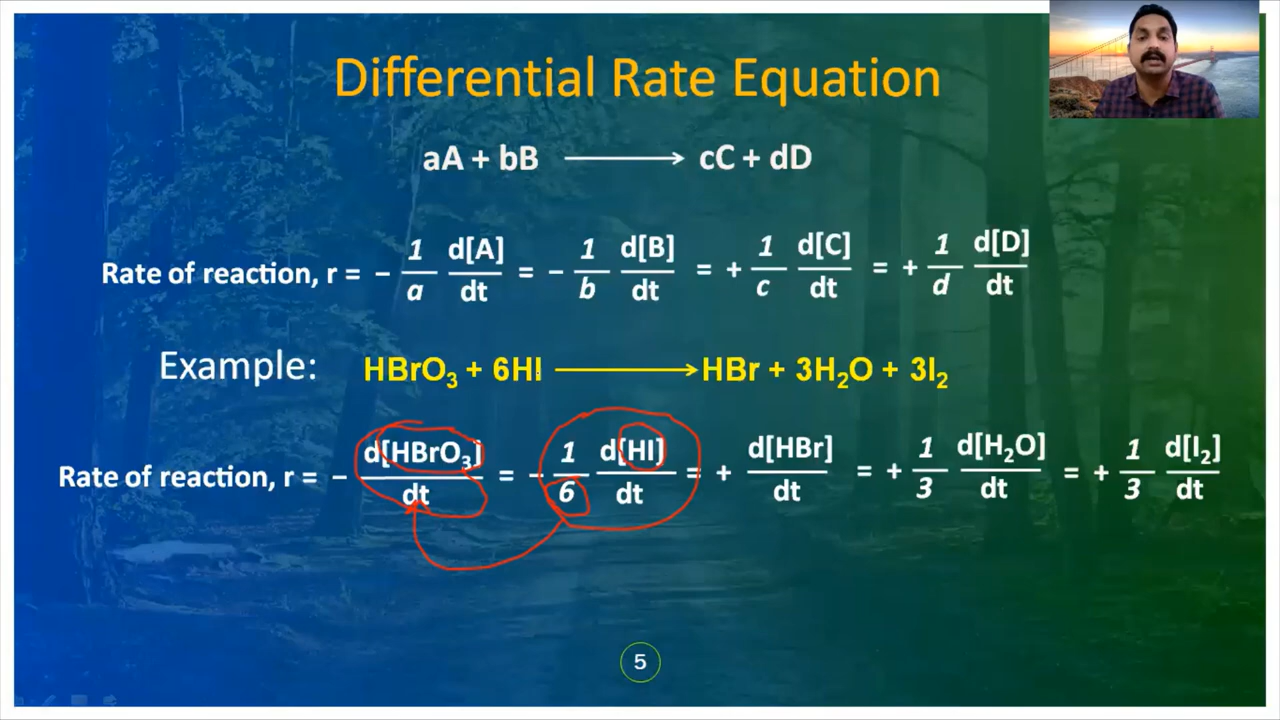 Differential Rate Equation
aA + bB ⟶ cC + dD
Rate of reaction, r = − 1/a d[A]/dt = − 1/b d[B]/dt = + 1/c d[C]/dt = + 1/d d[D]/dt
Example: HBrO₃ + 6HI ⟶ HBr + 3H₂O + 3I₂
Rate of reaction, r = − d[HBrO₃]/dt = − 1/6 d[HI]/dt = + d[HBr]/dt = + 1/3 d[H₂O]/dt = + 1/3 d[I₂]/dt
5